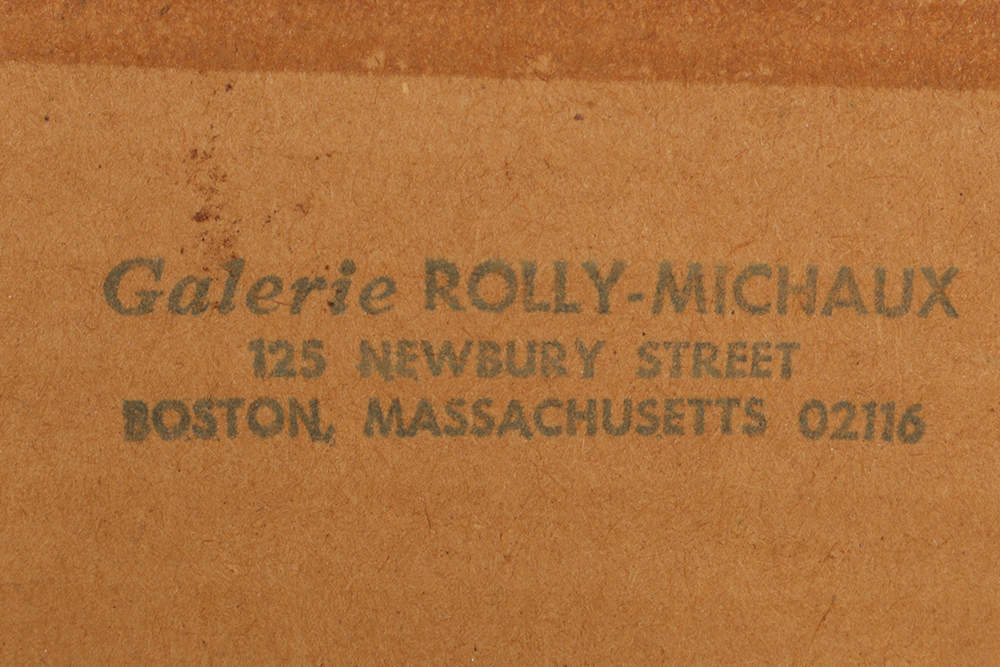 Galerie ROLLY-MICHAUX
125 NEWBURY STREET
BOSTON, MASSACHUSETTS 02116